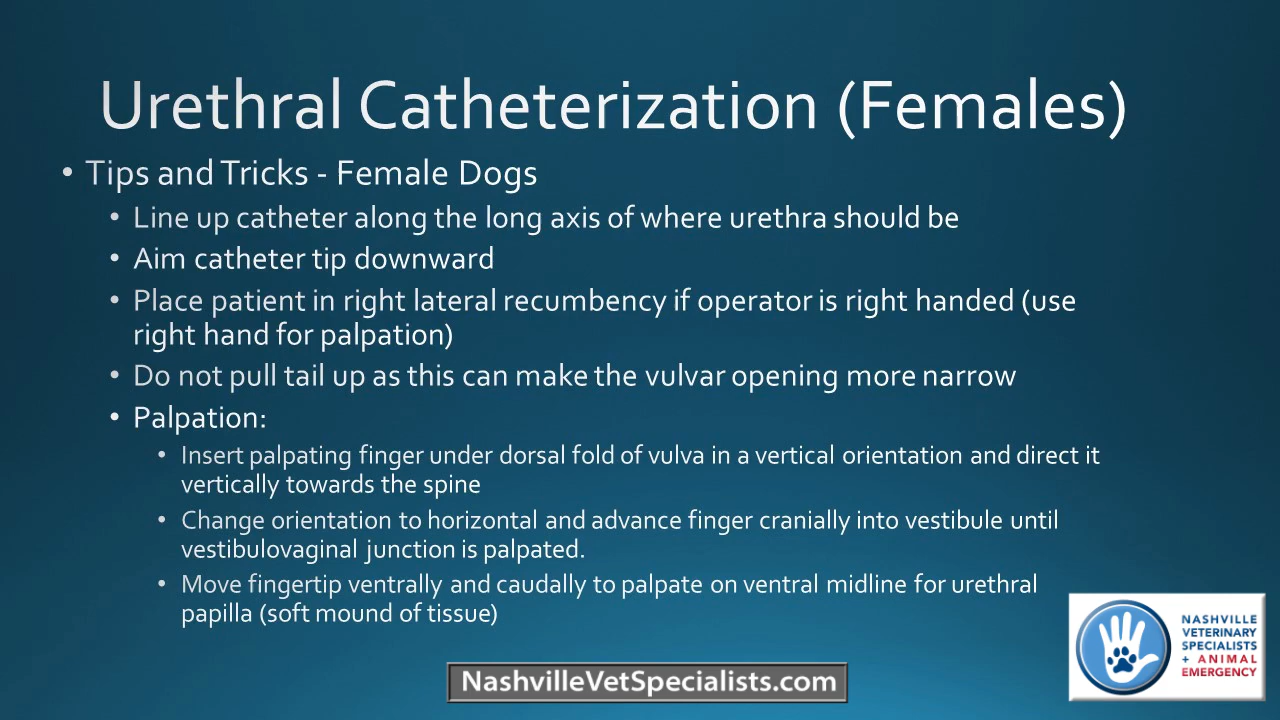 Urethral Catheterization (Females)
• Tips and Tricks - Female Dogs
• Line up catheter along the long axis of where urethra should be
• Aim catheter tip downward
• Place patient in right lateral recumbency if operator is right handed (use
right hand for palpation)
• Do not pull tail up as this can make the vulvar opening more narrow
• Palpation:
• Insert palpating finger under dorsal fold of vulva in a vertical orientation and direct it
vertically towards the spine
• Change orientation to horizontal and advance finger cranially into vestibule until
vestibulovaginal junction is palpated.
• Move fingertip ventrally and caudally to palpate on ventral midline for urethral
papilla (soft mound of tissue)
NASHVILLE
VETERINARY
SPECIALISTS
+ ANIMAL
EMERGENCY
NashvilleVetSpecialists.com